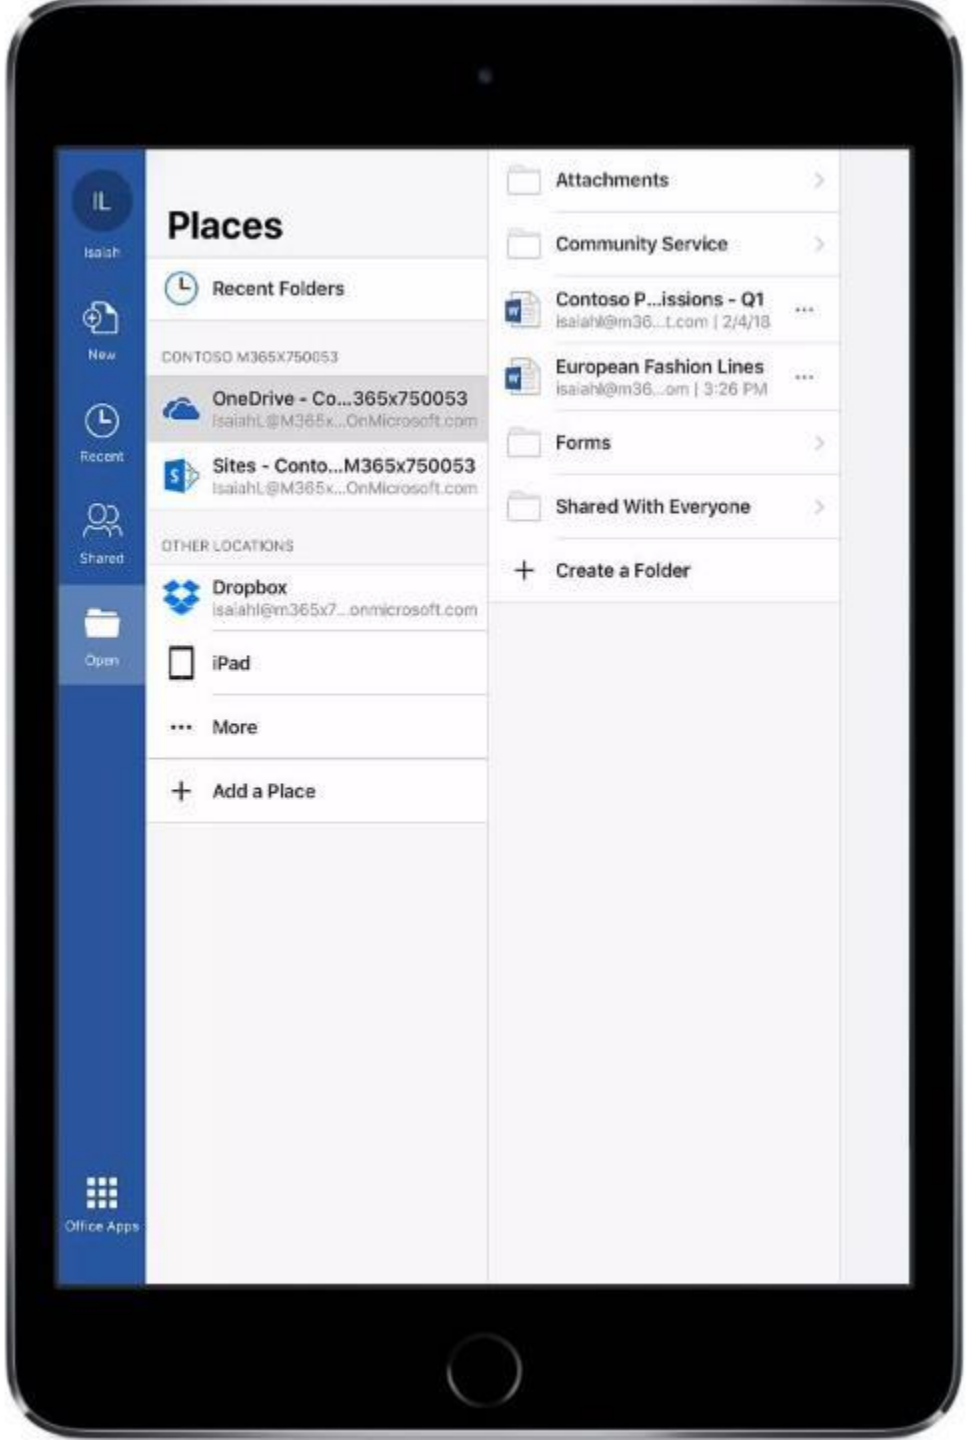 IL
Isaiah
New
Recent
Shared
Open
Office Apps
Places
Recent Folders
CONTOSO M365X750053
OneDrive - Co...365x750053
IsaiahL@M365x...OnMicrosoft.com
Sites - Conto...M365x750053
IsaiahL@M365x...OnMicrosoft.com
OTHER LOCATIONS
Dropbox
isaiahl@m365x7...onmicrosoft.com
iPad
More
Add a Place
Attachments
Community Service
Contoso P...issions - Q1
isaiahl@m36...t.com | 2/4/18
European Fashion Lines
isaiahl@m36...om | 3:26 PM
Forms
Shared With Everyone
Create a Folder